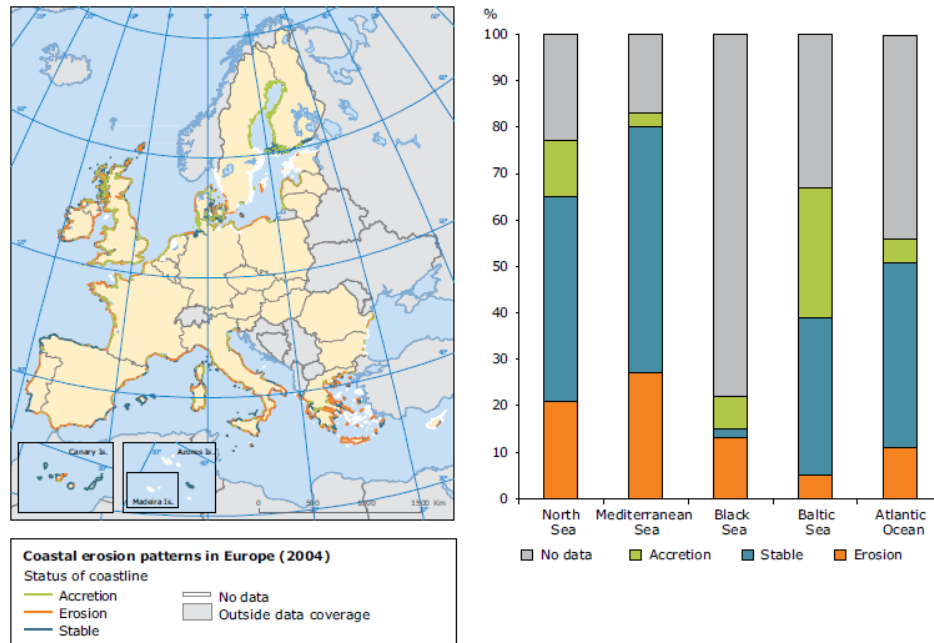 %
100
90
80
70
60
50
40
30
20
10
0
North Sea
Mediterranean Sea
Black Sea
Baltic Sea
Atlantic Ocean
No data
Accretion
Stable
Erosion
Canary Is.
Azores Is.
Madeira Is.
0
500
1000
1500 Km
Coastal erosion patterns in Europe (2004)
Status of coastline
Accretion
Erosion
Stable
No data
Outside data coverage